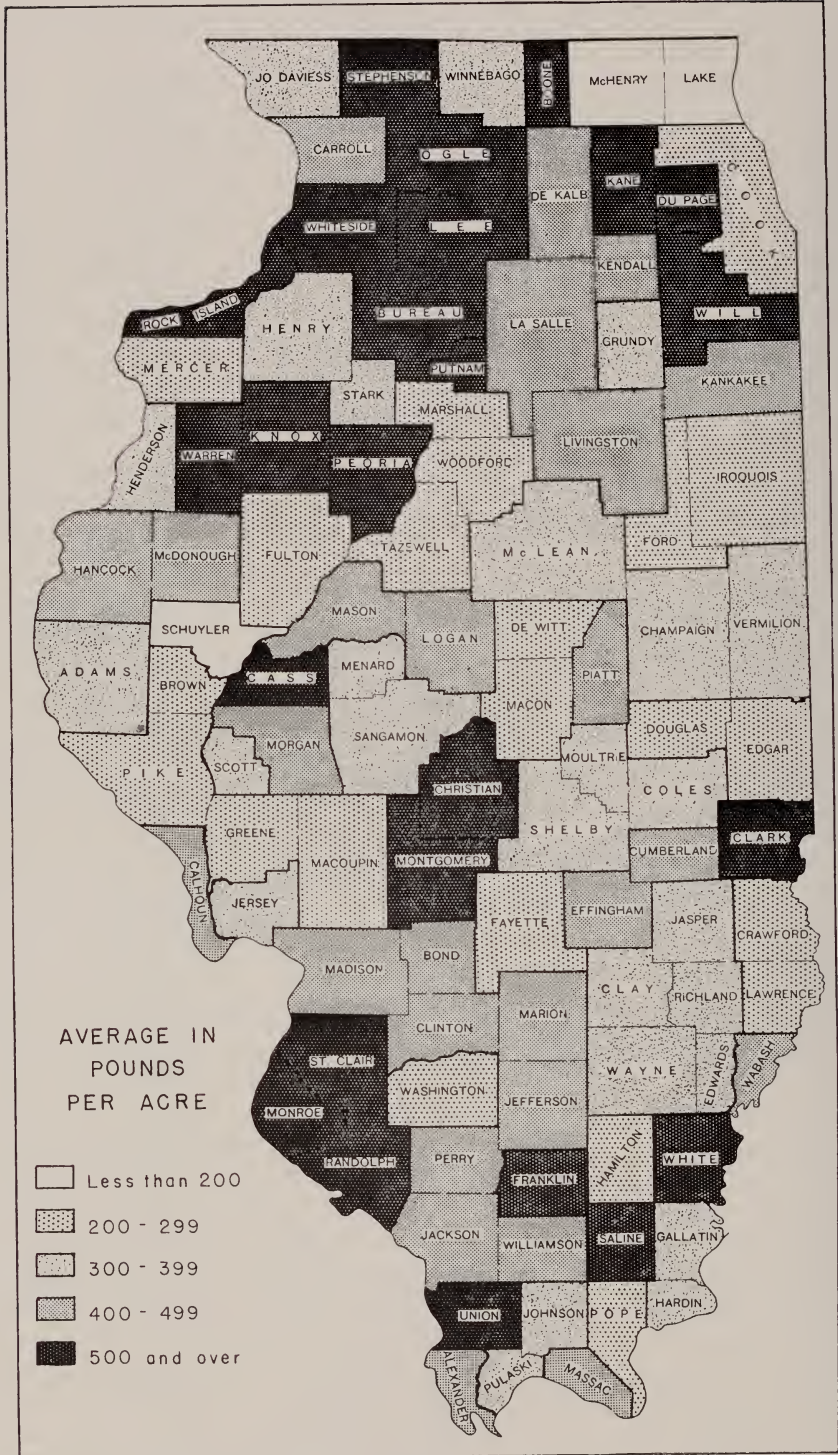 JO DAVIESS STEPHENSON WINNEBAGO BOONE McHENRY LAKE
CARROLL OGLE DE KALB KANE DU PAGE COOK
WHITESIDE LEE KENDALL
ROCK ISLAND HENRY BUREAU LA SALLE GRUNDY WILL
MERCER STARK PUTNAM KANKAKEE
HENDERSON WARREN KNOX PEORIA MARSHALL WOODFORD LIVINGSTON IROQUOIS
HANCOCK McDONOUGH FULTON TAZEWELL McLEAN FORD
SCHUYLER MASON LOGAN DE WITT CHAMPAIGN VERMILION
ADAMS BROWN CASS MENARD MACON PIATT
PIKE SCOTT MORGAN SANGAMON CHRISTIAN MOULTRIE DOUGLAS EDGAR
GREENE MACOUPIN MONTGOMERY SHELBY COLES CLARK
CALHOUN JERSEY FAYETTE EFFINGHAM CUMBERLAND JASPER CRAWFORD
MADISON BOND MARION CLAY RICHLAND LAWRENCE
CLINTON
ST. CLAIR WASHINGTON JEFFERSON WAYNE EDWARDS WABASH
MONROE
RANDOLPH PERRY FRANKLIN HAMILTON WHITE
JACKSON WILLIAMSON SALINE GALLATIN
UNION JOHNSON POPE HARDIN
ALEXANDER PULASKI MASSAC
AVERAGE IN
POUNDS
PER ACRE
Less than 200
200 - 299
300 - 399
400 - 499
500 and over